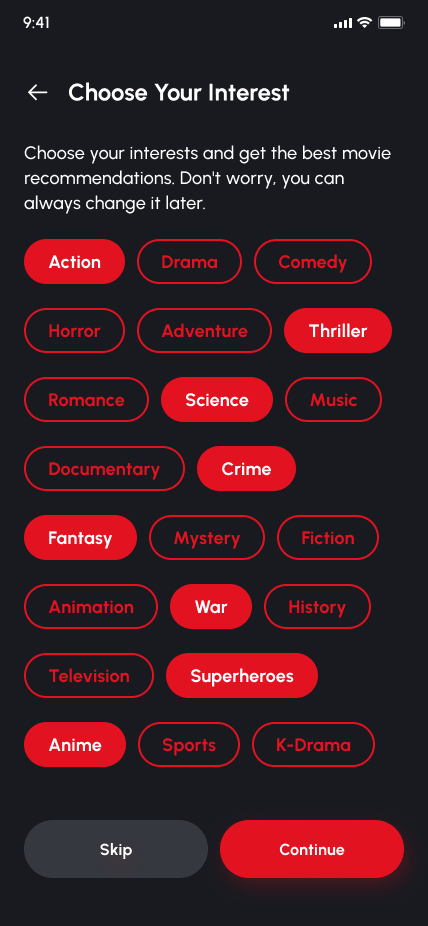 9:41
Choose Your Interest
Choose your interests and get the best movie
recommendations. Don't worry, you can
always change it later.
Action Drama Comedy
Horror Adventure Thriller
Romance Science Music
Documentary Crime
Fantasy Mystery Fiction
Animation War History
Television Superheroes
Anime Sports K-Drama
Skip Continue